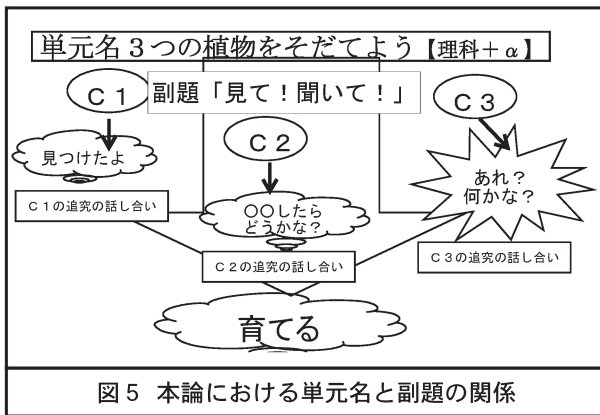 単元名３つの植物をそだてよう【理科＋α】
Ｃ１
副題「見て！聞いて！」
Ｃ３
Ｃ２
見つけたよ
あれ？
何かな？
Ｃ１の追究の話し合い
〇〇したら
どうかな？
Ｃ２の追究の話し合い
Ｃ３の追究の話し合い
育てる
図５ 本論における単元名と副題の関係